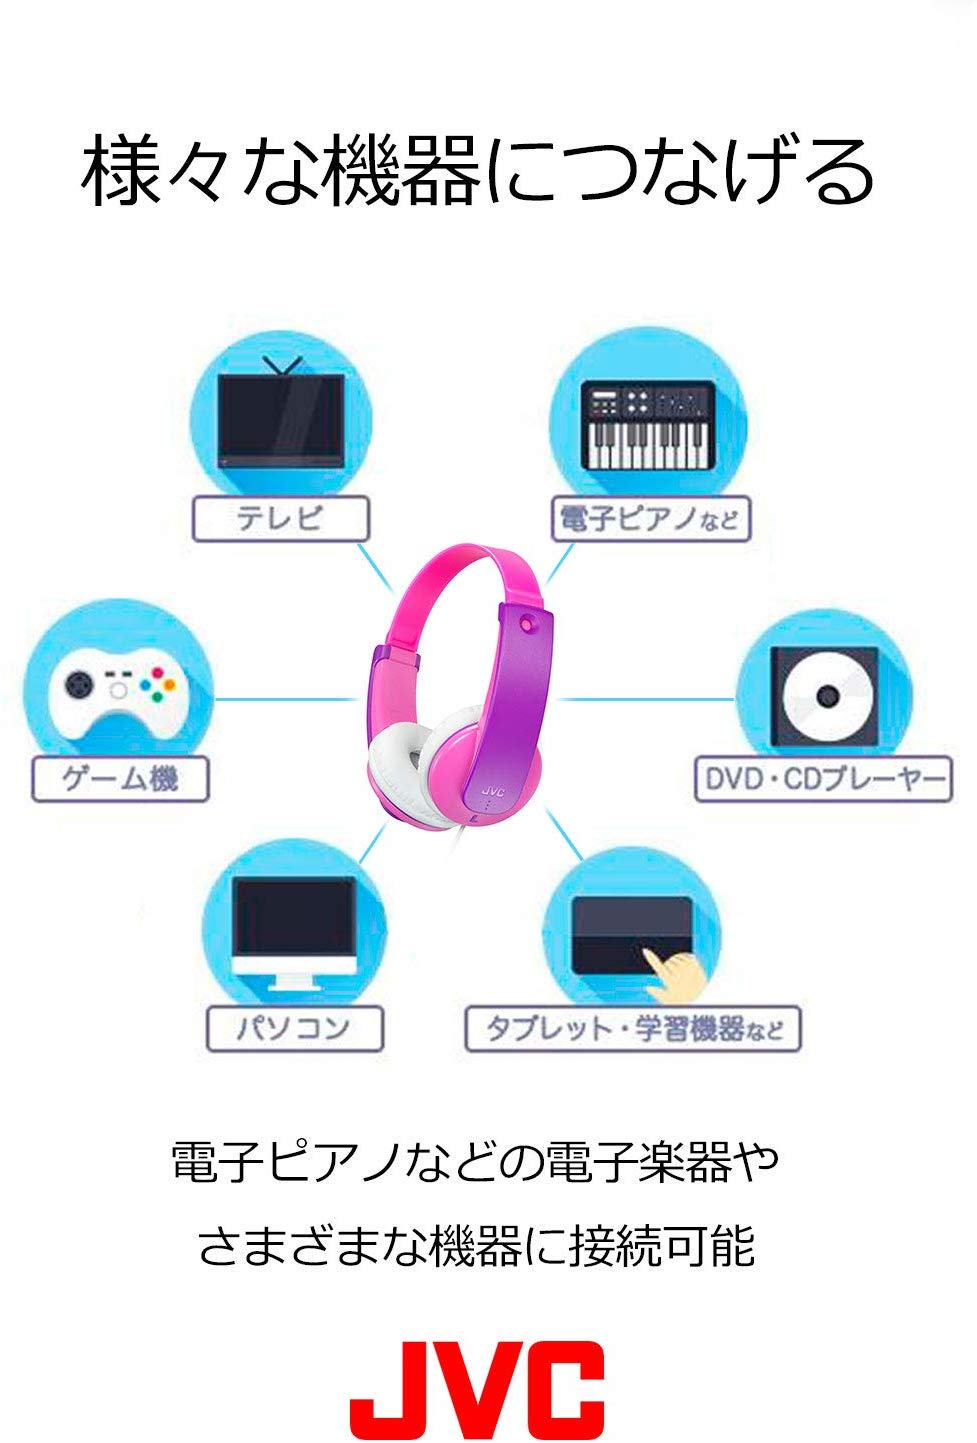 様々な機器につなげる
テレビ
電子ピアノなど
ゲーム機
JVC
L
DVD・CDプレーヤー
パソコン
タブレット・学習機器など
電子ピアノなどの電子楽器や
さまざまな機器に接続可能
JVC